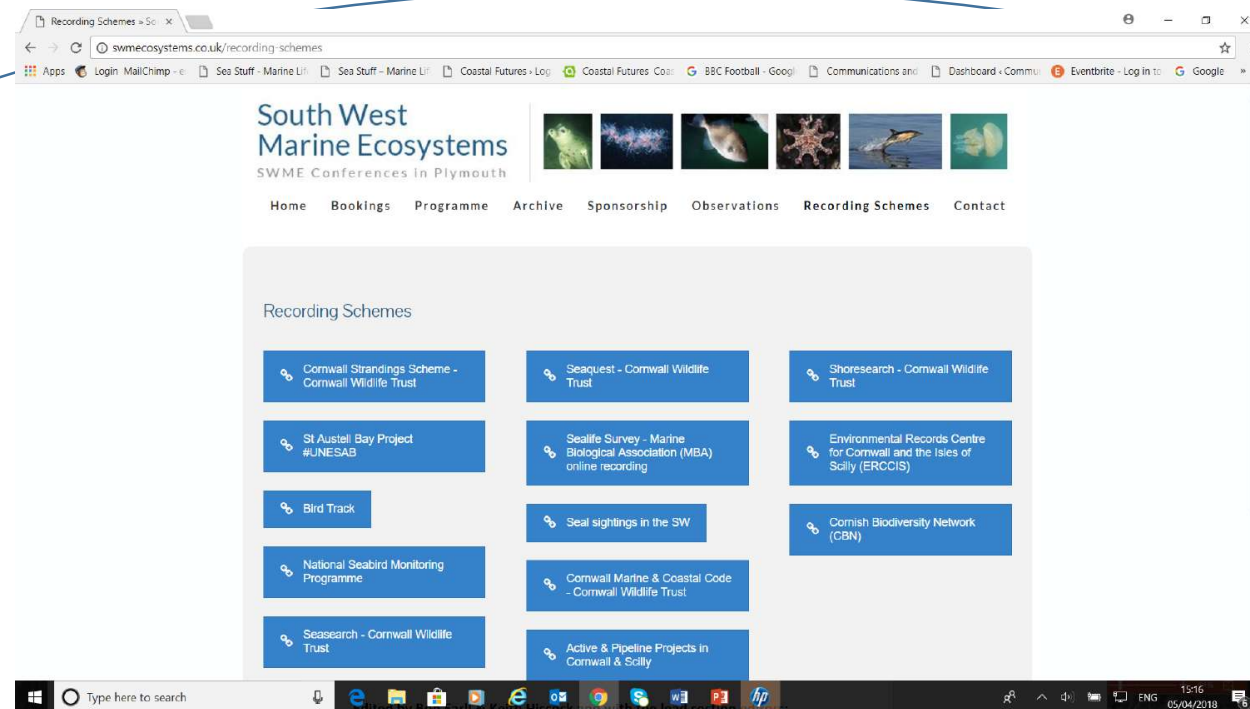 Recording Schemes » So
swmecosystems.co.uk/recording-schemes
Apps Login MailChimp - e Sea Stuff - Marine Lif Sea Stuff – Marine Lif Coastal Futures › Log Coastal Futures Coa BBC Football - Googl Communications and Dashboard ‹ Commu Eventbrite - Log in to Google »
South West
Marine Ecosystems
SWME Conferences in Plymouth
Home Bookings Programme Archive Sponsorship Observations Recording Schemes Contact
Recording Schemes
Cornwall Strandings Scheme -
Cornwall Wildlife Trust
Seaquest - Cornwall Wildlife
Trust
Shoresearch - Cornwall Wildlife
Trust
St Austell Bay Project
#UNESAB
Sealife Survey - Marine
Biological Association (MBA)
online recording
Environmental Records Centre
for Cornwall and the Isles of
Scilly (ERCCIS)
Bird Track
Seal sightings in the SW
Cornish Biodiversity Network
(CBN)
National Seabird Monitoring
Programme
Cornwall Marine & Coastal Code
- Cornwall Wildlife Trust
Seasearch - Cornwall Wildlife
Trust
Active & Pipeline Projects in
Cornwall & Scilly
Type here to search
ENG
15:16
05/04/2018
6